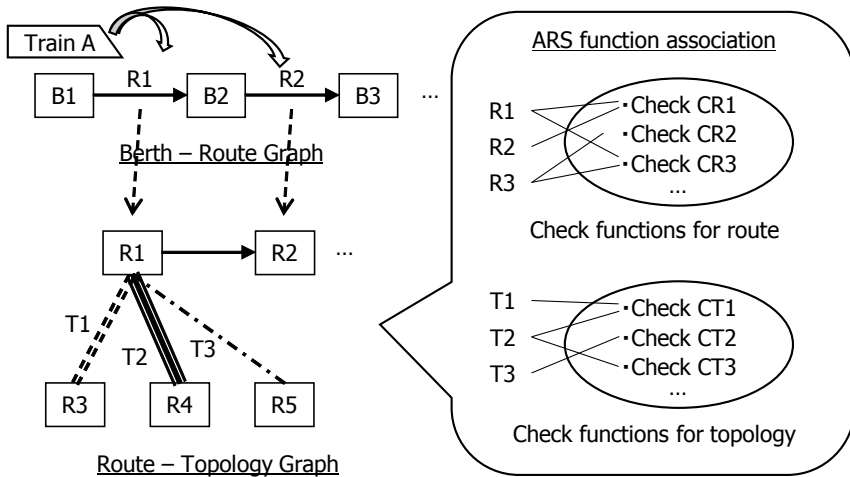 Train A
R1
R2
B1
B2
B3
...
Berth – Route Graph
R1
R2
...
T1
T2
T3
R3
R4
R5
Route – Topology Graph
ARS function association
R1
R2
R3
·Check CR1
·Check CR2
·Check CR3
...
Check functions for route
T1
T2
T3
·Check CT1
·Check CT2
·Check CT3
...
Check functions for topology